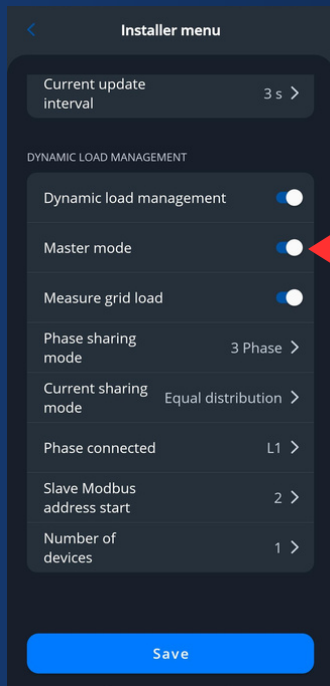 Installer menu
Current update
interval
3 s
DYNAMIC LOAD MANAGEMENT
Dynamic load management
Master mode
Measure grid load
Phase sharing
mode
3 Phase
Current sharing
mode
Equal distribution
Phase connected
L1
Slave Modbus
address start
2
Number of
devices
1
Save